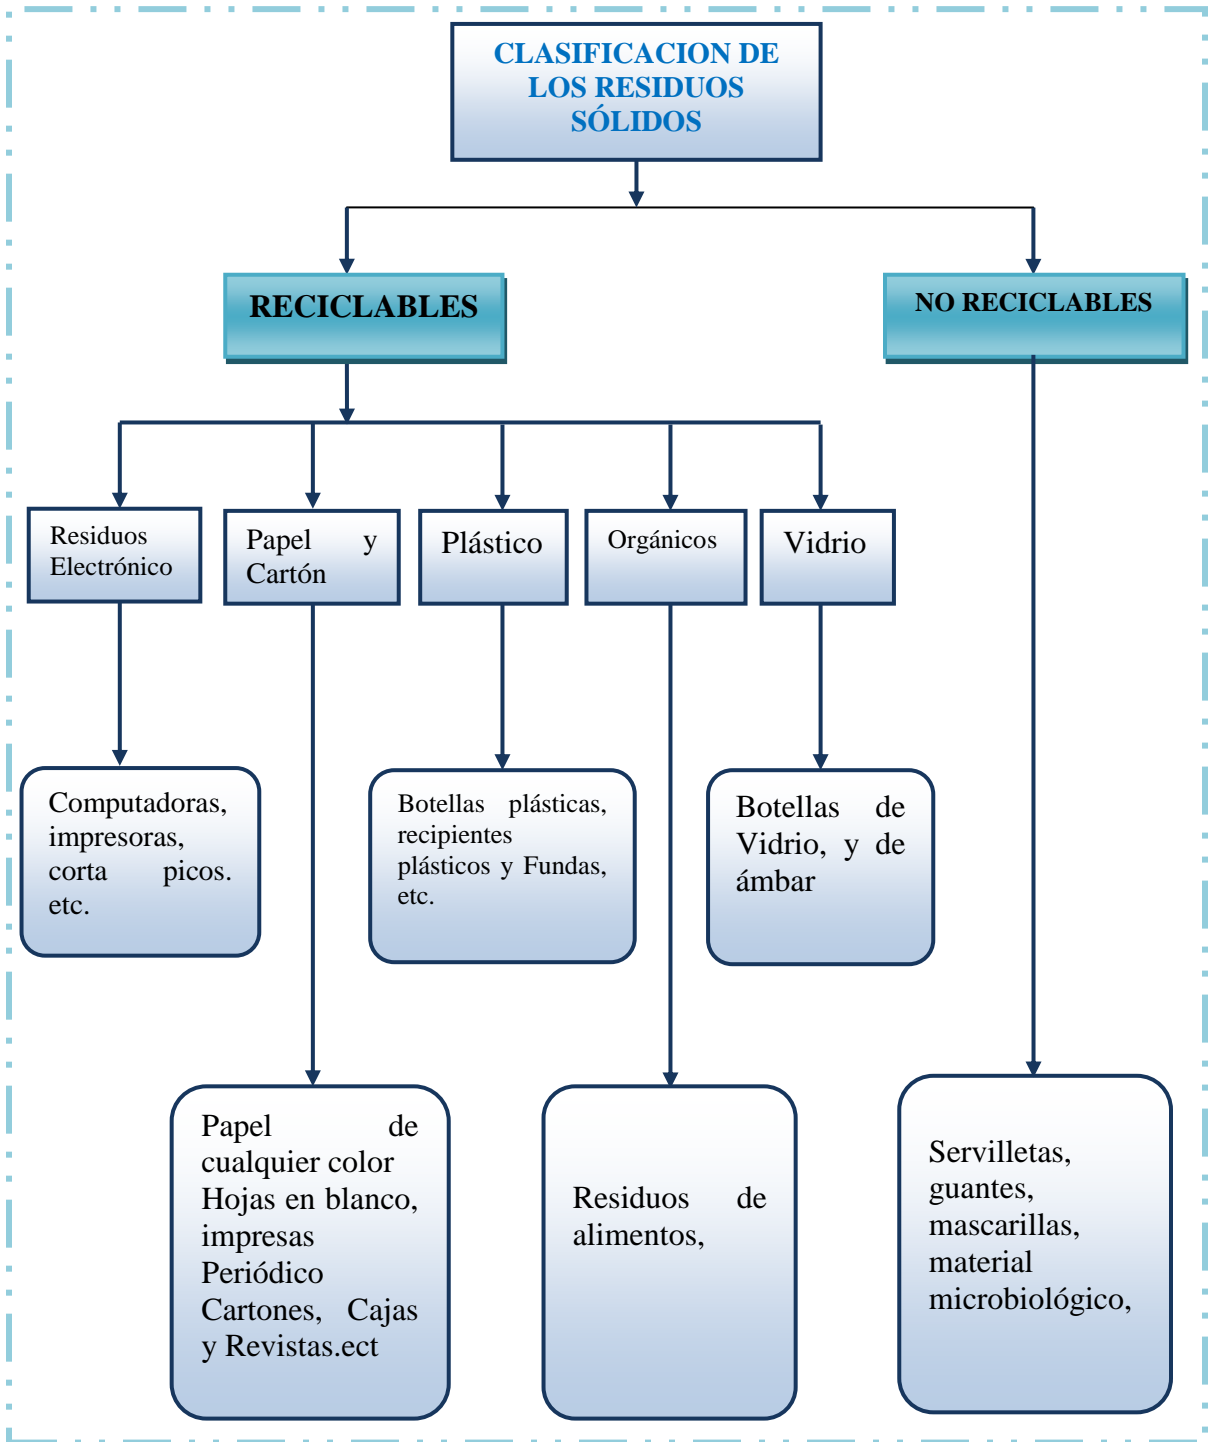 CLASIFICACION DE
LOS RESIDUOS
SÓLIDOS
RECICLABLES
NO RECICLABLES
Residuos
Electrónico
Papel y
Cartón
Plástico
Orgánicos
Vidrio
Computadoras,
impresoras,
corta picos.
etc.
Botellas plásticas,
recipientes
plásticos y Fundas,
etc.
Botellas de
Vidrio, y de
ámbar
Papel de
cualquier color
Hojas en blanco,
impresas
Periódico
Cartones, Cajas
y Revistas.ect
Residuos de
alimentos,
Servilletas,
guantes,
mascarillas,
material
microbiológico,